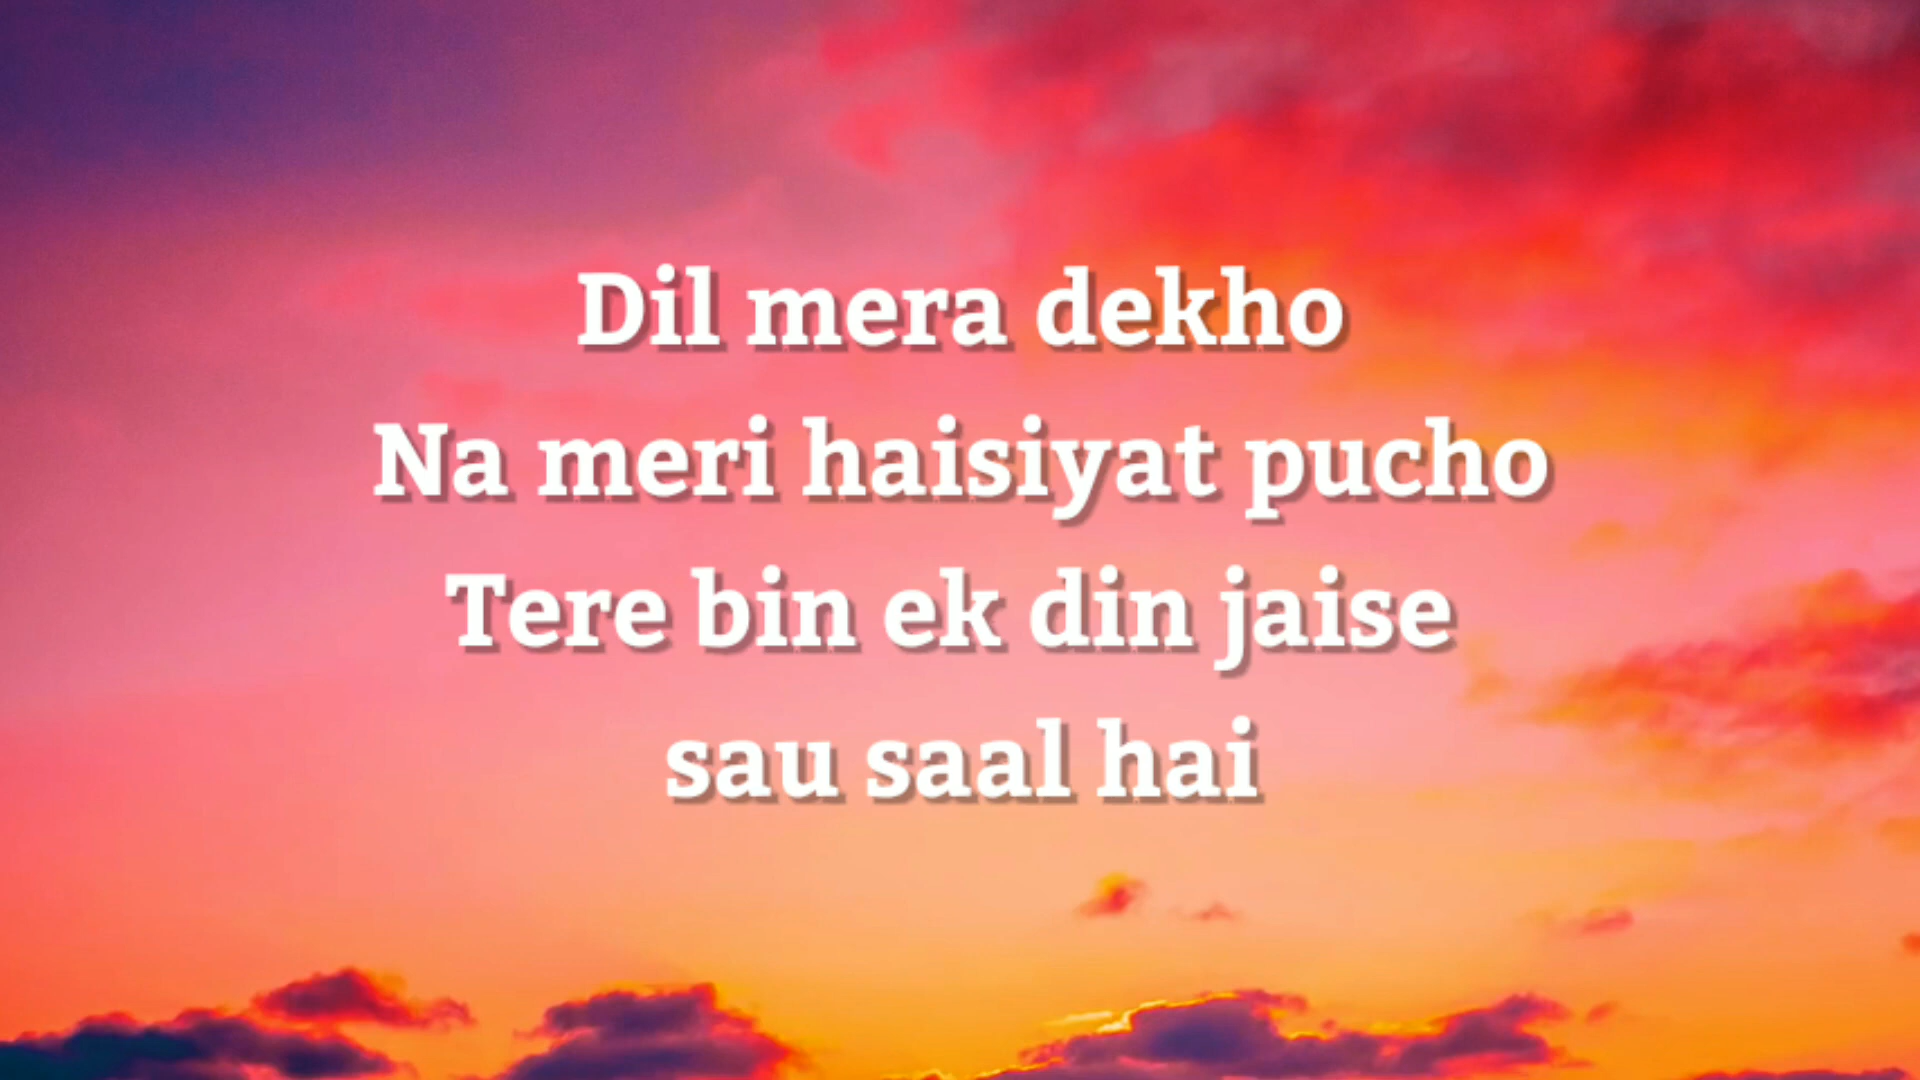 Dil mera dekho
Na meri haisiyat pucho
Tere bin ek din jaise
sau saal hai